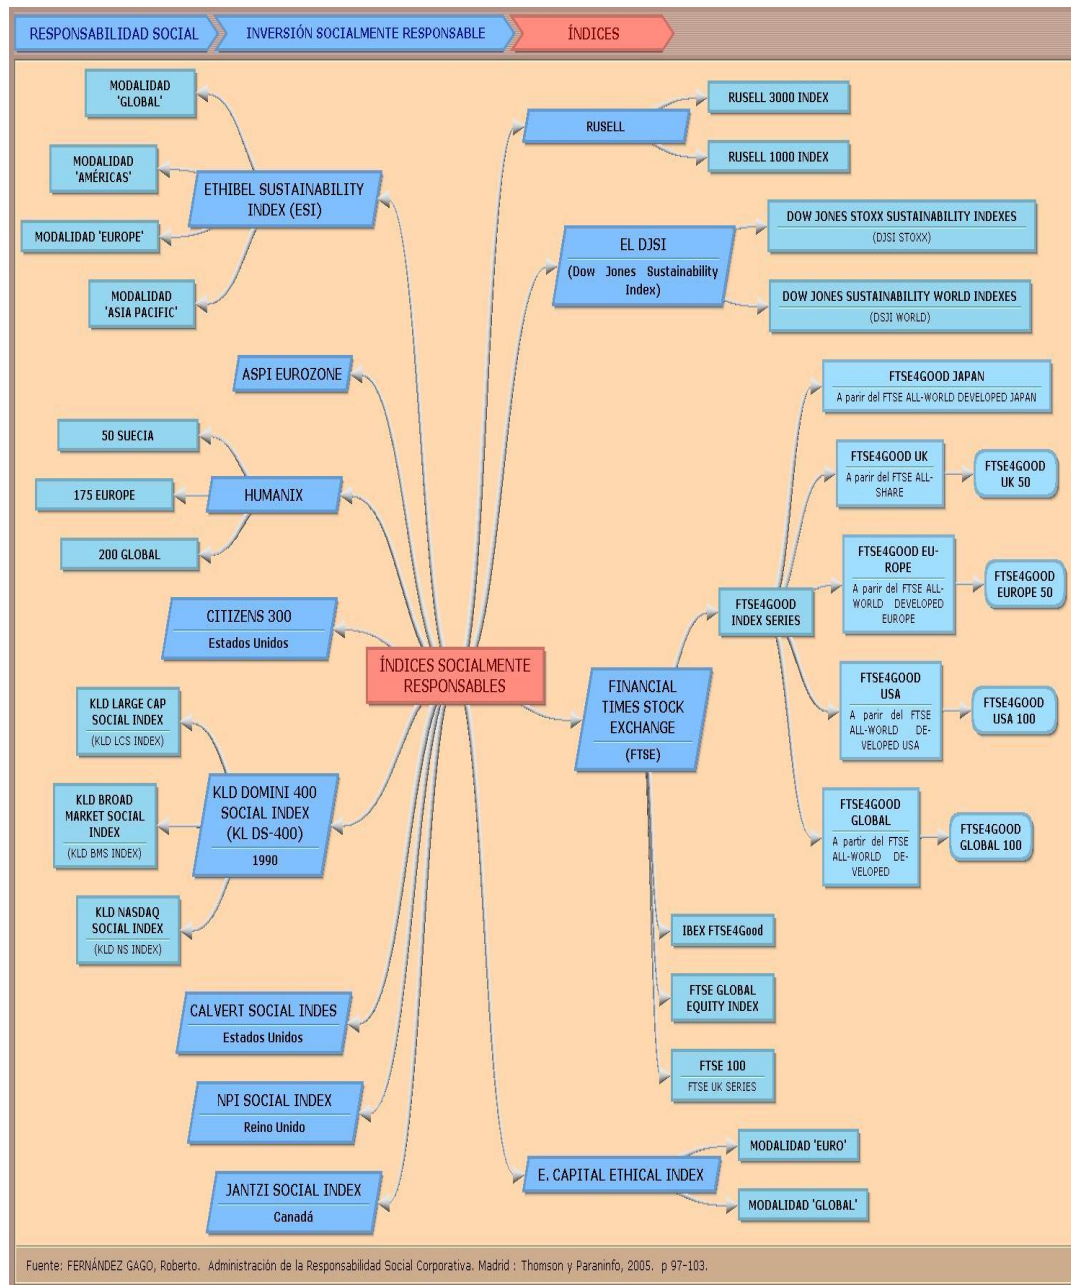 RESPONSABILIDAD SOCIAL
INVERSIÓN SOCIALMENTE RESPONSABLE
ÍNDICES
MODALIDAD
'GLOBAL'
MODALIDAD
'AMÉRICAS'
MODALIDAD 'EUROPE'
MODALIDAD
'ASIA PACIFIC'
ETHIBEL SUSTAINABILITY
INDEX (ESI)
ASPI EUROZONE
50 SUECIA
175 EUROPE
200 GLOBAL
HUMANIX
CITIZENS 300
Estados Unidos
KLD LARGE CAP
SOCIAL INDEX
(KLD LCS INDEX)
KLD BROAD
MARKET SOCIAL
INDEX
(KLD BMS INDEX)
KLD NASDAQ
SOCIAL INDEX
(KLD NS INDEX)
KLD DOMINI 400
SOCIAL INDEX
(KL DS-400)
1990
CALVERT SOCIAL INDES
Estados Unidos
NPI SOCIAL INDEX
Reino Unido
JANTZI SOCIAL INDEX
Canadá
ÍNDICES SOCIALMENTE
RESPONSABLES
RUSELL
RUSELL 3000 INDEX
RUSELL 1000 INDEX
EL DJSI
(Dow Jones Sustainability
Index)
DOW JONES STOXX SUSTAINABILITY INDEXES
(DJSI STOXX)
DOW JONES SUSTAINABILITY WORLD INDEXES
(DSJI WORLD)
FINANCIAL
TIMES STOCK
EXCHANGE
(FTSE)
FTSE4GOOD
INDEX SERIES
FTSE4GOOD JAPAN
A parir del FTSE ALL-WORLD DEVELOPED JAPAN
FTSE4GOOD UK
A parir del FTSE ALL-
SHARE
FTSE4GOOD
UK 50
FTSE4GOOD EU-
ROPE
A parir del FTSE ALL-
WORLD DEVELOPED
EUROPE
FTSE4GOOD
EUROPE 50
FTSE4GOOD
USA
A parir del FTSE
ALL-WORLD DE-
VELOPED USA
FTSE4GOOD
USA 100
FTSE4GOOD
GLOBAL
A partir del FTSE
ALL-WORLD DE-
VELOPED
FTSE4GOOD
GLOBAL 100
IBEX FTSE4Good
FTSE GLOBAL
EQUITY INDEX
FTSE 100
FTSE UK SERIES
E. CAPITAL ETHICAL INDEX
MODALIDAD 'EURO'
MODALIDAD 'GLOBAL'
Fuente: FERNÁNDEZ GAGO, Roberto. Administración de la Responsabilidad Social Corporativa. Madrid : Thomson y Paraninfo, 2005. p 97-103.